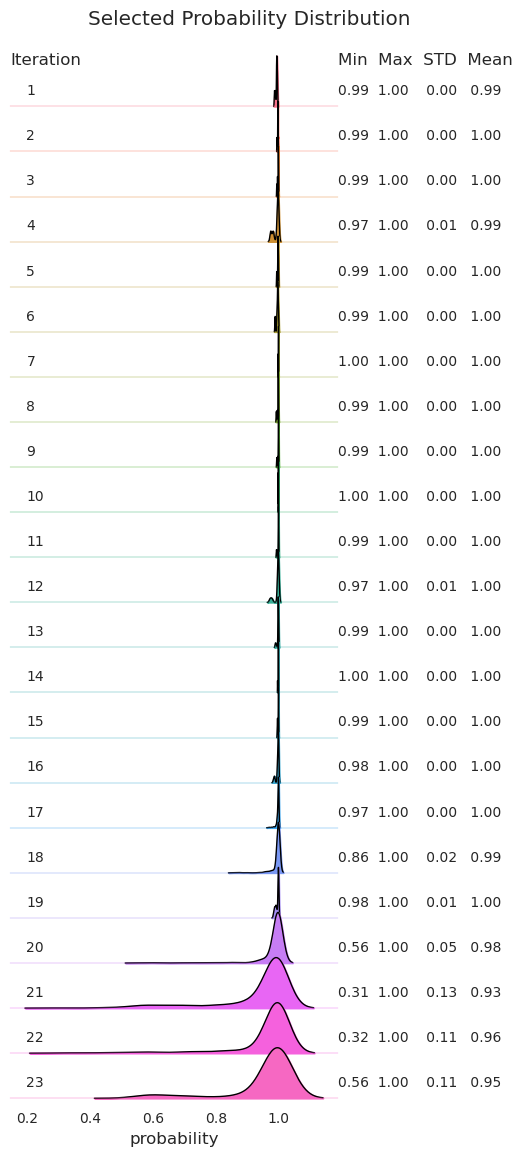 Selected Probability Distribution
Iteration Min Max STD Mean
1 0.99 1.00 0.00 0.99
2 0.99 1.00 0.00 1.00
3 0.99 1.00 0.00 1.00
4 0.97 1.00 0.01 0.99
5 0.99 1.00 0.00 1.00
6 0.99 1.00 0.00 1.00
7 1.00 1.00 0.00 1.00
8 0.99 1.00 0.00 1.00
9 0.99 1.00 0.00 1.00
10 1.00 1.00 0.00 1.00
11 0.99 1.00 0.00 1.00
12 0.97 1.00 0.01 1.00
13 0.99 1.00 0.00 1.00
14 1.00 1.00 0.00 1.00
15 0.99 1.00 0.00 1.00
16 0.98 1.00 0.00 1.00
17 0.97 1.00 0.00 1.00
18 0.86 1.00 0.02 0.99
19 0.98 1.00 0.01 1.00
20 0.56 1.00 0.05 0.98
21 0.31 1.00 0.13 0.93
22 0.32 1.00 0.11 0.96
23 0.56 1.00 0.11 0.95
0.2 0.4 0.6 0.8 1.0
probability